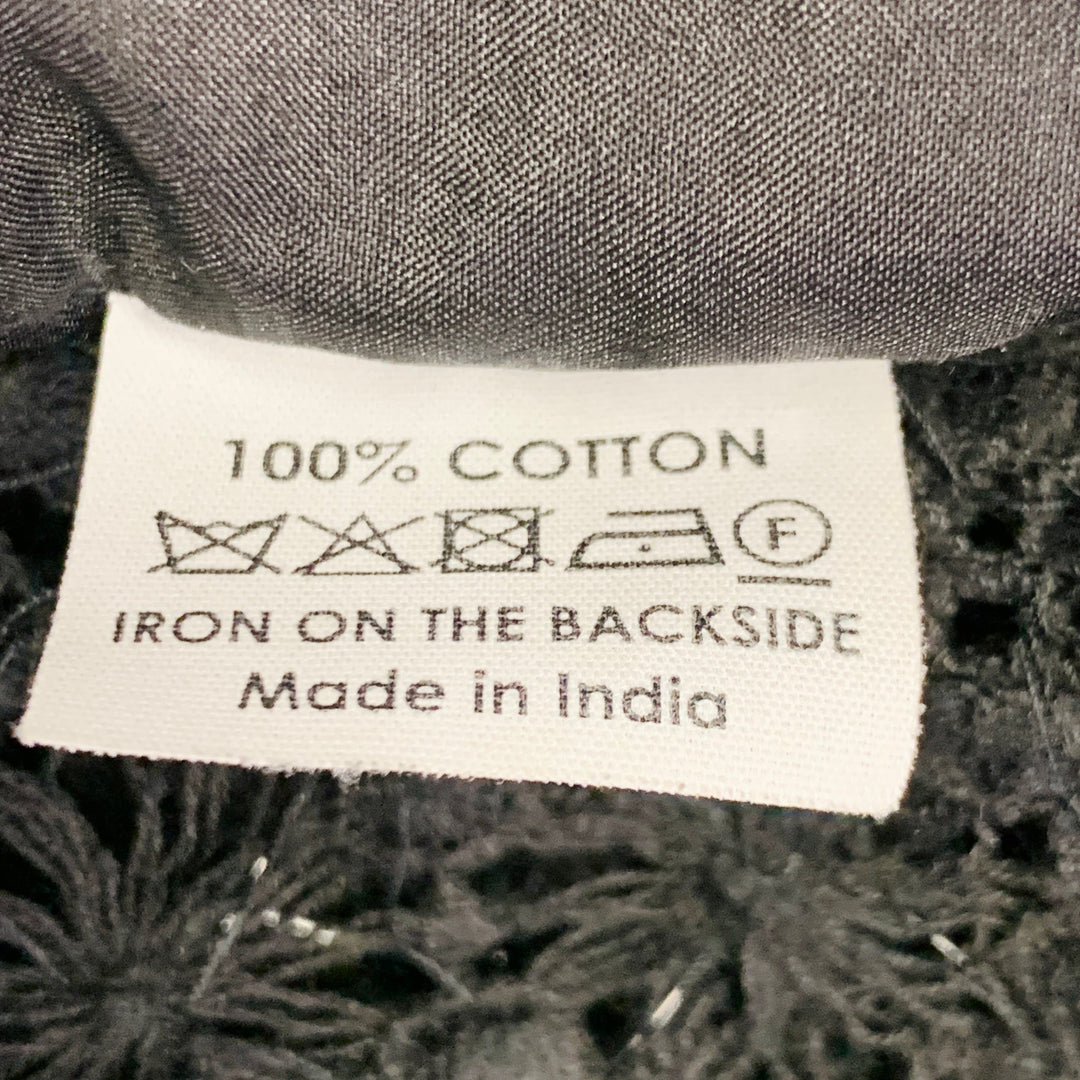 100% COTTON
F
IRON ON THE BACKSIDE
Made in India